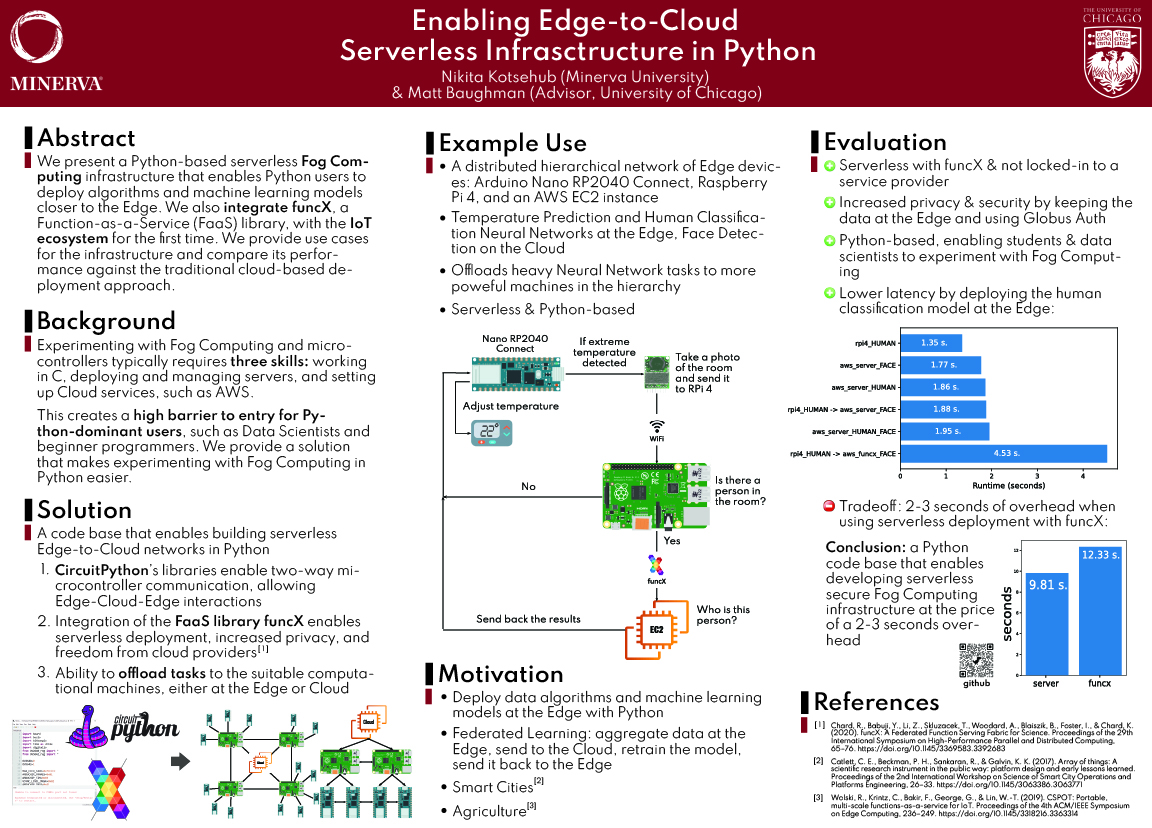 Enabling Edge-to-Cloud
Serverless Infrasctructure in Python
Nikita Kotsehub (Minerva University)
& Matt Baughman (Advisor, University of Chicago)
MINERVA
THE UNIVERSITY OF
CHICAGO
Abstract
We present a Python-based serverless Fog Com-
puting infrastructure that enables Python users to
deploy algorithms and machine learning models
closer to the Edge. We also integrate funcX, a
Function-as-a-Service (FaaS) library, with the IoT
ecosystem for the first time. We provide use cases
for the infrastructure and compare its perfor-
mance against the traditional cloud-based de-
ployment approach.
Background
Experimenting with Fog Computing and micro-
controllers typically requires three skills: working
in C, deploying and managing servers, and setting
up Cloud services, such as AWS.
This creates a high barrier to entry for Py-
thon-dominant users, such as Data Scientists and
beginner programmers. We provide a solution
that makes experimenting with Fog Computing in
Python easier.
Solution
A code base that enables building serverless
Edge-to-Cloud networks in Python
1. CircuitPython's libraries enable two-way mi-
crocontroller communication, allowing
Edge-Cloud-Edge interactions
2. Integration of the FaaS library funcX enables
serverless deployment, increased privacy, and
freedom from cloud providers[1]
3. Ability to offload tasks to the suitable computa-
tional machines, either at the Edge or Cloud
circuit
python
Cloud
Example Use
• A distributed hierarchical network of Edge devic-
es: Arduino Nano RP2040 Connect, Raspberry
Pi 4, and an AWS EC2 instance
• Temperature Prediction and Human Classifica-
tion Neural Networks at the Edge, Face Detec-
tion on the Cloud
• Offloads heavy Neural Network tasks to more
poweful machines in the hierarchy
• Serverless & Python-based
Nano RP2040
Connect
If extreme
temperature
detected
Take a photo
of the room
and send it
to RPi 4
Adjust temperature
22°
WiFi
No
Is there a
person in
the room?
Yes
funcX
Send back the results
EC2
Who is this
person?
Motivation
• Deploy data algorithms and machine learning
models at the Edge with Python
• Federated Learning: aggregate data at the
Edge, send to the Cloud, retrain the model,
send it back to the Edge
• Smart Cities[2]
• Agriculture[3]
Evaluation
Serverless with funcX & not locked-in to a
service provider
Increased privacy & security by keeping the
data at the Edge and using Globus Auth
Python-based, enabling students & data
scientists to experiment with Fog Comput-
ing
Lower latency by deploying the human
classification model at the Edge:
rpi4_HUMAN 1.35 s.
aws_server_FACE 1.77 s.
aws_server_HUMAN 1.86 s.
rpi4_HUMAN -> aws_server_FACE 1.88 s.
aws_server_HUMAN_FACE 1.95 s.
rpi4_HUMAN -> aws_funcx_FACE 4.53 s.
0 1 2 3 4
Runtime (seconds)
Tradeoff: 2-3 seconds of overhead when
using serverless deployment with funcX:
Conclusion: a Python
code base that enables
developing serverless
secure Fog Computing
infrastructure at the price
of a 2-3 seconds over-
head
github
seconds
12
10
8
6
4
2
0
9.81 s.
12.33 s.
server funcx
References
[1] Chard, R., Babuji, Y., Li, Z., Skluzacek, T., Woodard, A., Blaiszik, B., Foster, I., & Chard, K.
(2020). funcX: A Federated Function Serving Fabric for Science. Proceedings of the 29th
International Symposium on High-Performance Parallel and Distributed Computing,
65–76. https://doi.org/10.1145/3369583.3392683
[2] Catlett, C. E., Beckman, P. H., Sankaran, R., & Galvin, K. K. (2017). Array of things: A
scientific research instrument in the public way: platform design and early lessons learned.
Proceedings of the 2nd International Workshop on Science of Smart City Operations and
Platforms Engineering, 26–33. https://doi.org/10.1145/3063386.3063771
[3] Wolski, R., Krintz, C., Bakir, F., George, G., & Lin, W.-T. (2019). CSPOT: Portable,
multi-scale functions-as-a-service for IoT. Proceedings of the 4th ACM/IEEE Symposium
on Edge Computing, 236–249. https://doi.org/10.1145/3318216.3363314